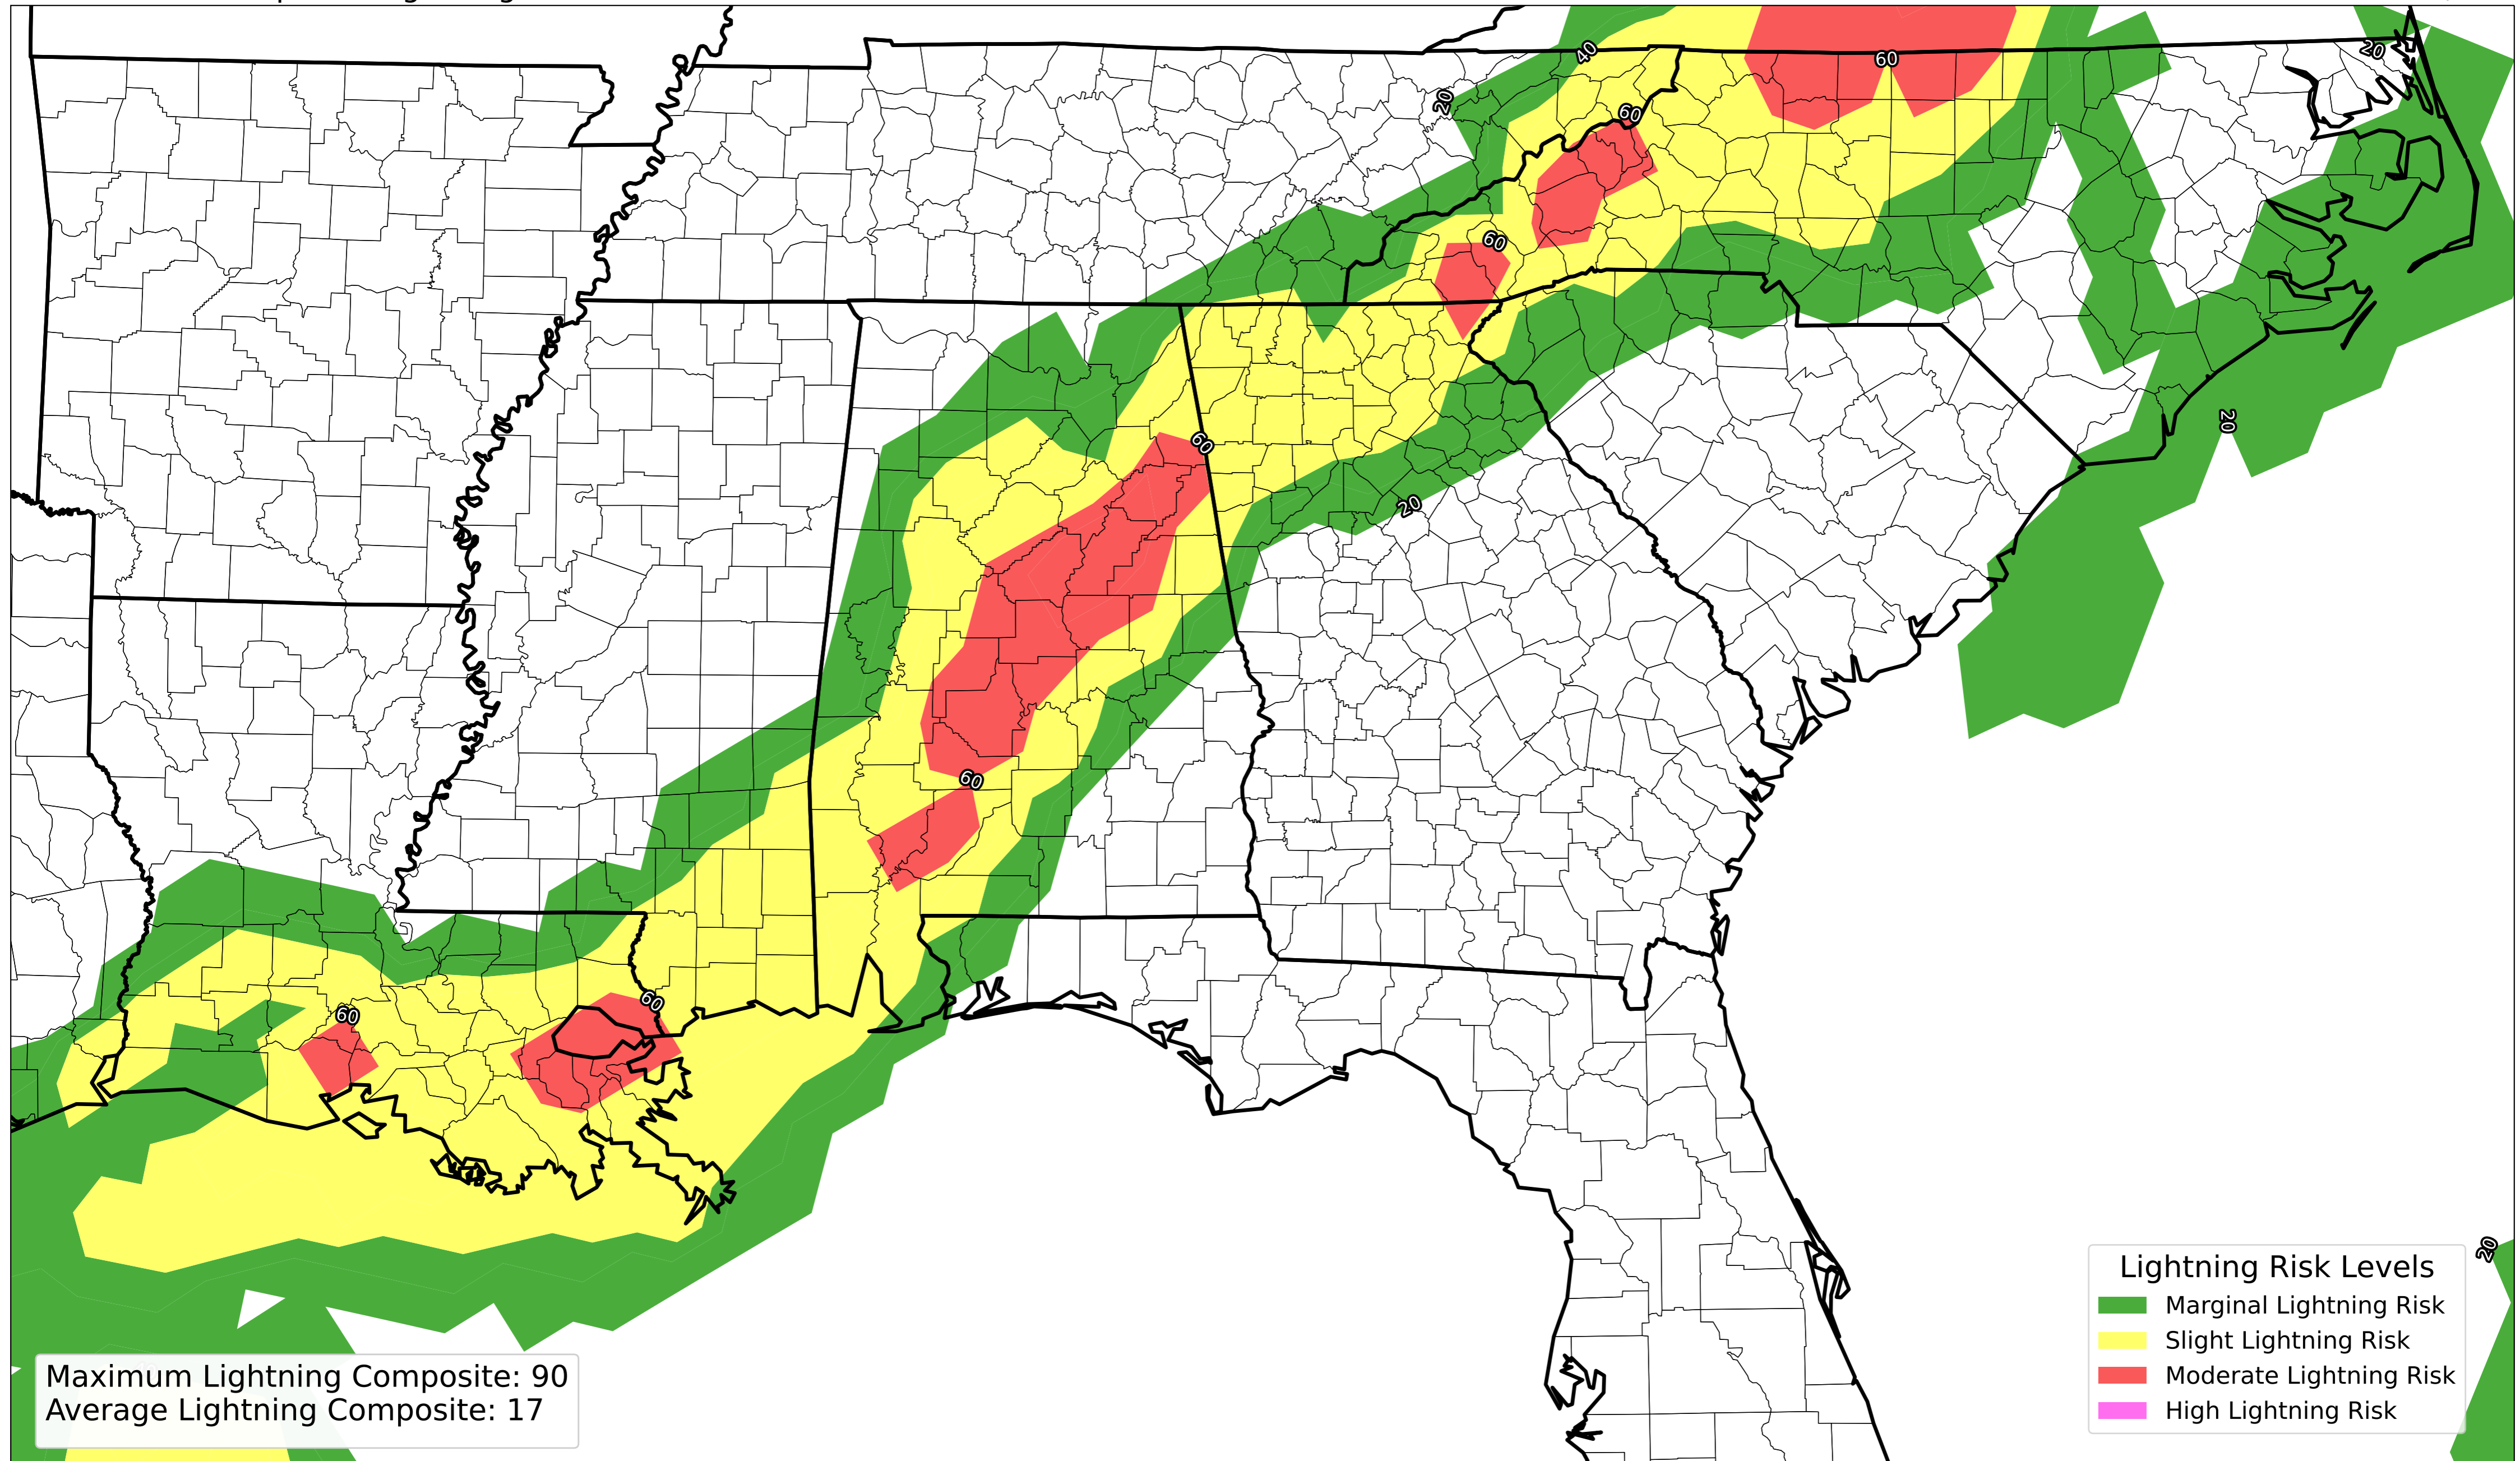 40
60
20
20
60
60
60
20
20
60
60
60
20
Lightning Risk Levels
Marginal Lightning Risk
Slight Lightning Risk
Moderate Lightning Risk
High Lightning Risk
Maximum Lightning Composite: 90
Average Lightning Composite: 17